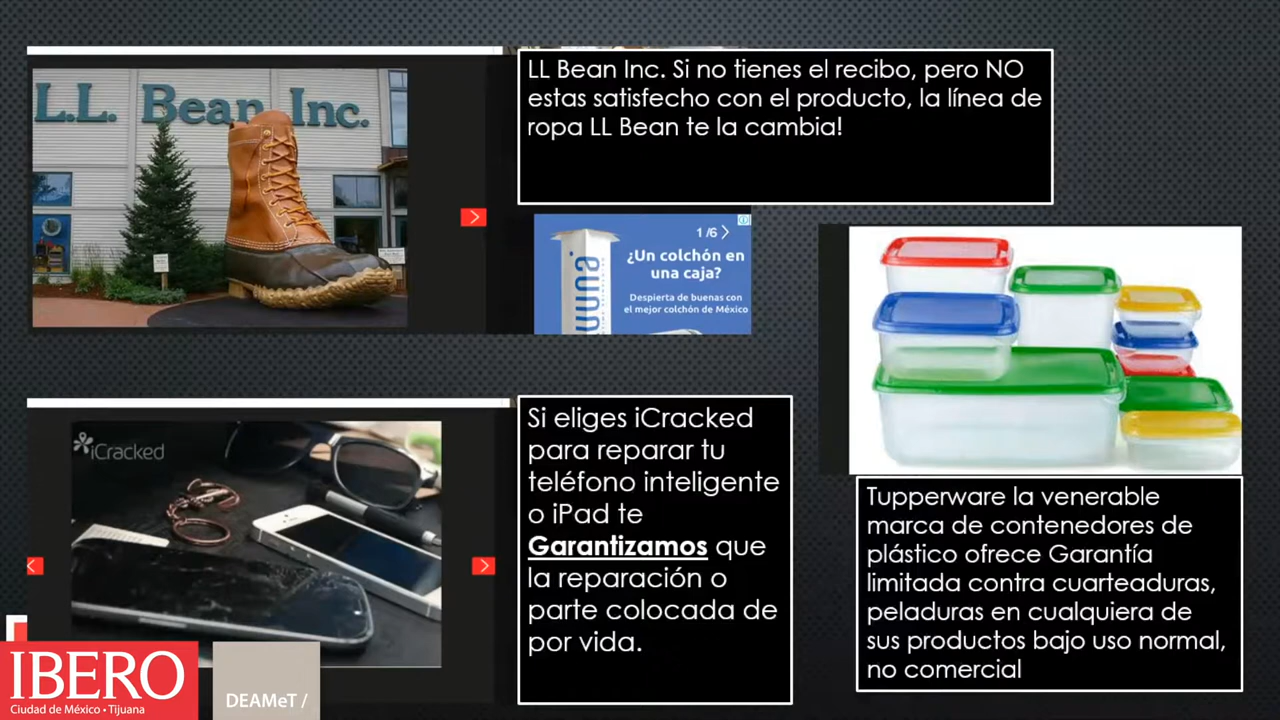 L.L. Bean Inc.
LL Bean Inc. Si no tienes el recibo, pero NO
estas satisfecho con el producto, la línea de
ropa LL Bean te la cambia!
1 /6
¿Un colchón en
una caja?
Despierta de buenas con
el mejor colchón de México
iCracked
Si eliges iCracked
para reparar tu
teléfono inteligente
o iPad te
Garantizamos que
la reparación o
parte colocada de
por vida.
Tupperware la venerable
marca de contenedores de
plástico ofrece Garantía
limitada contra cuarteaduras,
peladuras en cualquiera de
sus productos bajo uso normal,
no comercial
IBERO
Ciudad de México • Tijuana
DEAMeT /